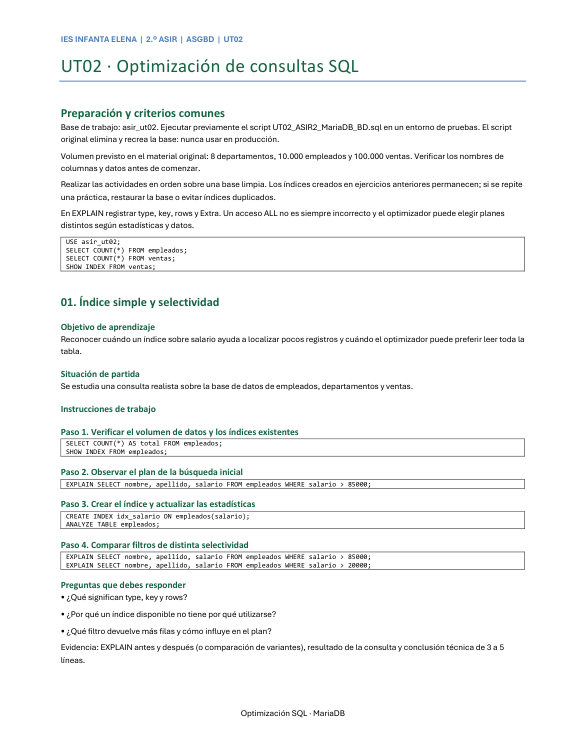 IES INFANTA ELENA | 2.º ASIR | ASGBD | UT02
UT02 · Optimización de consultas SQL
Preparación y criterios comunes
Base de trabajo: asir_ut02. Ejecutar previamente el script UT02_ASIR2_MariaDB_BD.sql en un entorno de pruebas. El script
original elimina y recrea la base: nunca usar en producción.
Volumen previsto en el material original: 8 departamentos, 10.000 empleados y 100.000 ventas. Verificar los nombres de
columnas y datos antes de comenzar.
Realizar las actividades en orden sobre una base limpia. Los índices creados en ejercicios anteriores permanecen; si se repite
una práctica, restaurar la base o evitar índices duplicados.
En EXPLAIN registrar type, key, rows y Extra. Un acceso ALL no es siempre incorrecto y el optimizador puede elegir planes
distintos según estadísticas y datos.
USE asir_ut02;
SELECT COUNT(*) FROM empleados;
SELECT COUNT(*) FROM ventas;
SHOW INDEX FROM ventas;
01. Índice simple y selectividad
Objetivo de aprendizaje
Reconocer cuándo un índice sobre salario ayuda a localizar pocos registros y cuándo el optimizador puede preferir leer toda la
tabla.
Situación de partida
Se estudia una consulta realista sobre la base de datos de empleados, departamentos y ventas.
Instrucciones de trabajo
Paso 1. Verificar el volumen de datos y los índices existentes
SELECT COUNT(*) AS total FROM empleados;
SHOW INDEX FROM empleados;
Paso 2. Observar el plan de la búsqueda inicial
EXPLAIN SELECT nombre, apellido, salario FROM empleados WHERE salario > 85000;
Paso 3. Crear el índice y actualizar las estadísticas
CREATE INDEX idx_salario ON empleados(salario);
ANALYZE TABLE empleados;
Paso 4. Comparar filtros de distinta selectividad
EXPLAIN SELECT nombre, apellido, salario FROM empleados WHERE salario > 85000;
EXPLAIN SELECT nombre, apellido, salario FROM empleados WHERE salario > 20000;
Preguntas que debes responder
• ¿Qué significan type, key y rows?
• ¿Por qué un índice disponible no tiene por qué utilizarse?
• ¿Qué filtro devuelve más filas y cómo influye en el plan?
Evidencia: EXPLAIN antes y después (o comparación de variantes), resultado de la consulta y conclusión técnica de 3 a 5
líneas.
Optimización SQL · MariaDB